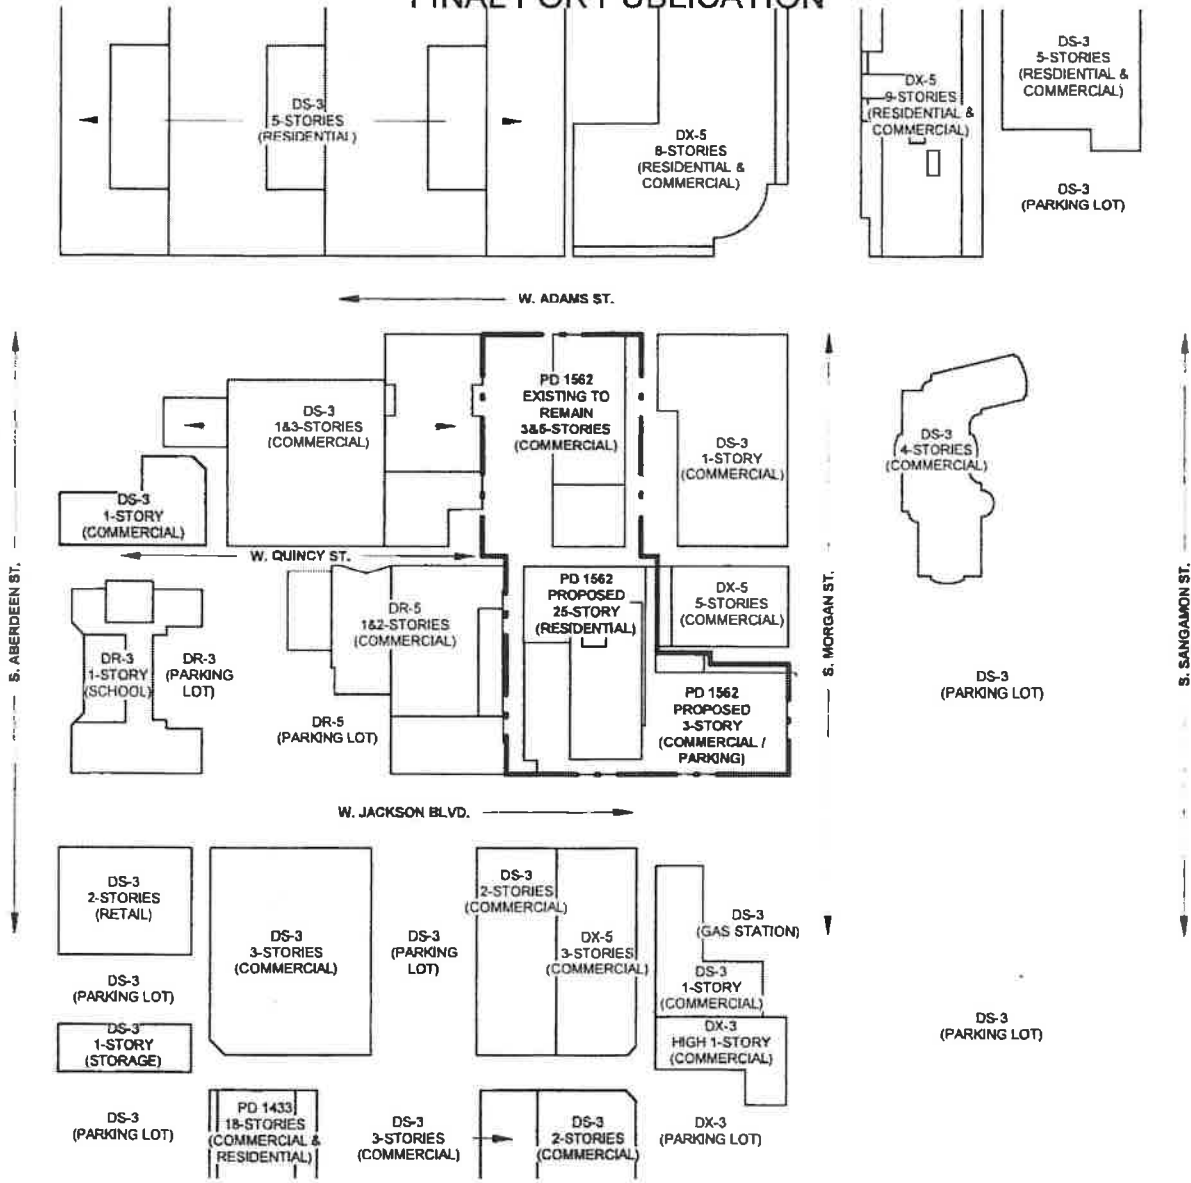 FINAL FOR PUBLICATION
DS-3
5-STORIES
(RESIDENTIAL)
DX-5
8-STORIES
(RESIDENTIAL &
COMMERCIAL)
DX-5
9-STORIES
(RESIDENTIAL &
COMMERCIAL)
DS-3
5-STORIES
(RESDIENTIAL &
COMMERCIAL)
DS-3
(PARKING LOT)
W. ADAMS ST.
DS-3
1&3-STORIES
(COMMERCIAL)
PD 1562
EXISTING TO
REMAIN
3&5-STORIES
(COMMERCIAL)
DS-3
1-STORY
(COMMERCIAL)
DS-3
4-STORIES
(COMMERCIAL)
DS-3
1-STORY
(COMMERCIAL)
W. QUINCY ST.
S. ABERDEEN ST.
S. MORGAN ST.
S. SANGAMON ST.
DR-3
1-STORY
(SCHOOL)
DR-3
(PARKING
LOT)
DR-5
1&2-STORIES
(COMMERCIAL)
DR-5
(PARKING LOT)
PD 1562
PROPOSED
25-STORY
(RESIDENTIAL)
DX-5
5-STORIES
(COMMERCIAL)
PD 1562
PROPOSED
3-STORY
(COMMERCIAL /
PARKING)
DS-3
(PARKING LOT)
W. JACKSON BLVD.
DS-3
2-STORIES
(RETAIL)
DS-3
(PARKING LOT)
DS-3
1-STORY
(STORAGE)
DS-3
(PARKING LOT)
DS-3
3-STORIES
(COMMERCIAL)
DS-3
(PARKING
LOT)
DS-3
2-STORIES
(COMMERCIAL)
DX-5
3-STORIES
(COMMERCIAL)
DS-3
(GAS STATION)
DS-3
1-STORY
(COMMERCIAL)
DX-3
HIGH 1-STORY
(COMMERCIAL)
DS-3
(PARKING LOT)
PD 1433
18-STORIES
(COMMERCIAL &
RESIDENTIAL)
DS-3
3-STORIES
(COMMERCIAL)
DS-3
2-STORIES
(COMMERCIAL)
DX-3
(PARKING LOT)